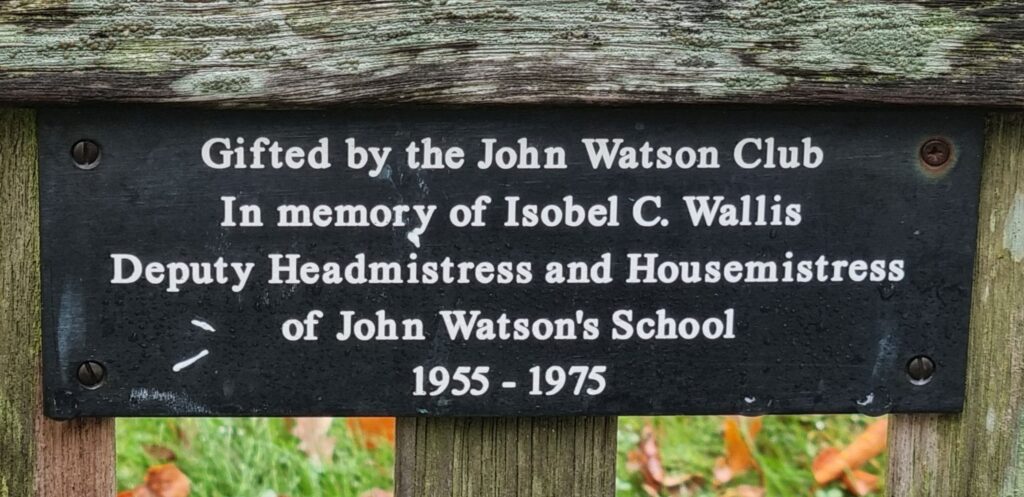 Gifted by the John Watson Club
In memory of Isobel C. Wallis
Deputy Headmistress and Housemistress
of John Watson's School
1955 - 1975